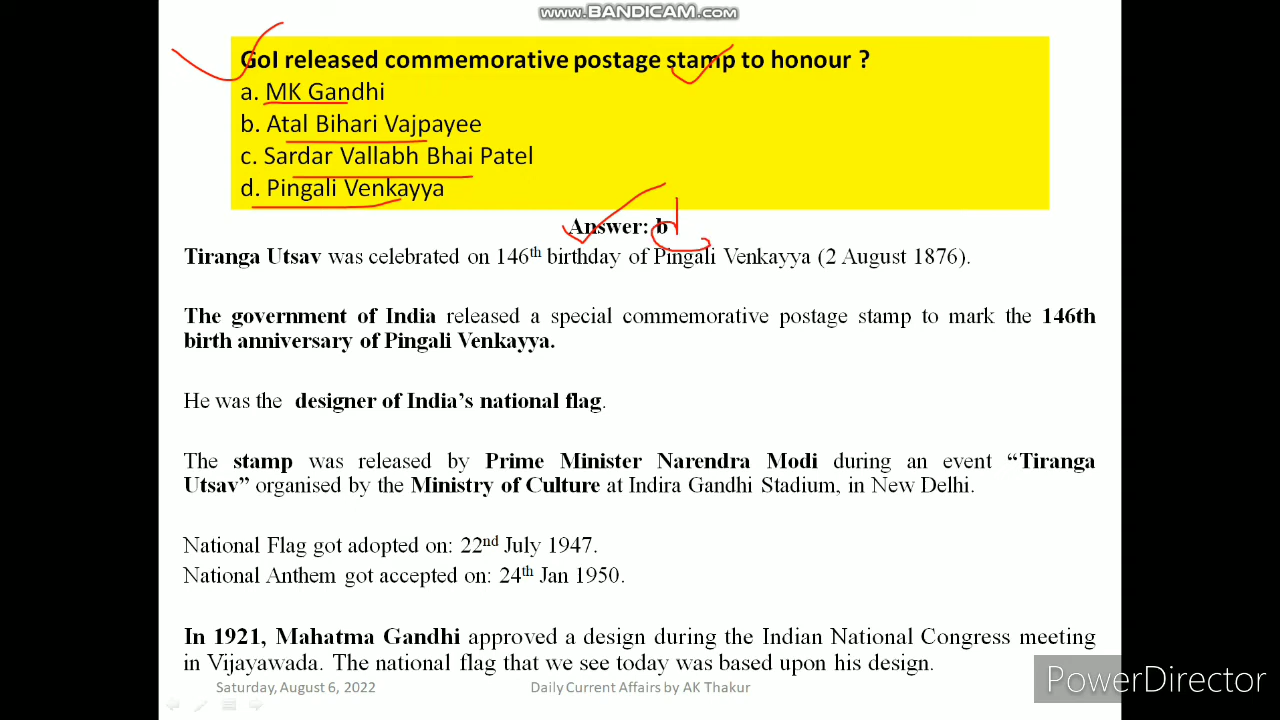 www.BANDICAM.com
GoI released commemorative postage stamp to honour ?
a. MK Gandhi
b. Atal Bihari Vajpayee
c. Sardar Vallabh Bhai Patel
d. Pingali Venkayya
Answer: b d
Tiranga Utsav was celebrated on 146th birthday of Pingali Venkayya (2 August 1876).
The government of India released a special commemorative postage stamp to mark the 146th
birth anniversary of Pingali Venkayya.
He was the designer of India's national flag.
The stamp was released by Prime Minister Narendra Modi during an event “Tiranga
Utsav” organised by the Ministry of Culture at Indira Gandhi Stadium, in New Delhi.
National Flag got adopted on: 22nd July 1947.
National Anthem got accepted on: 24th Jan 1950.
In 1921, Mahatma Gandhi approved a design during the Indian National Congress meeting
in Vijayawada. The national flag that we see today was based upon his design.
Saturday, August 6, 2022 Daily Current Affairs by AK Thakur
PowerDirector